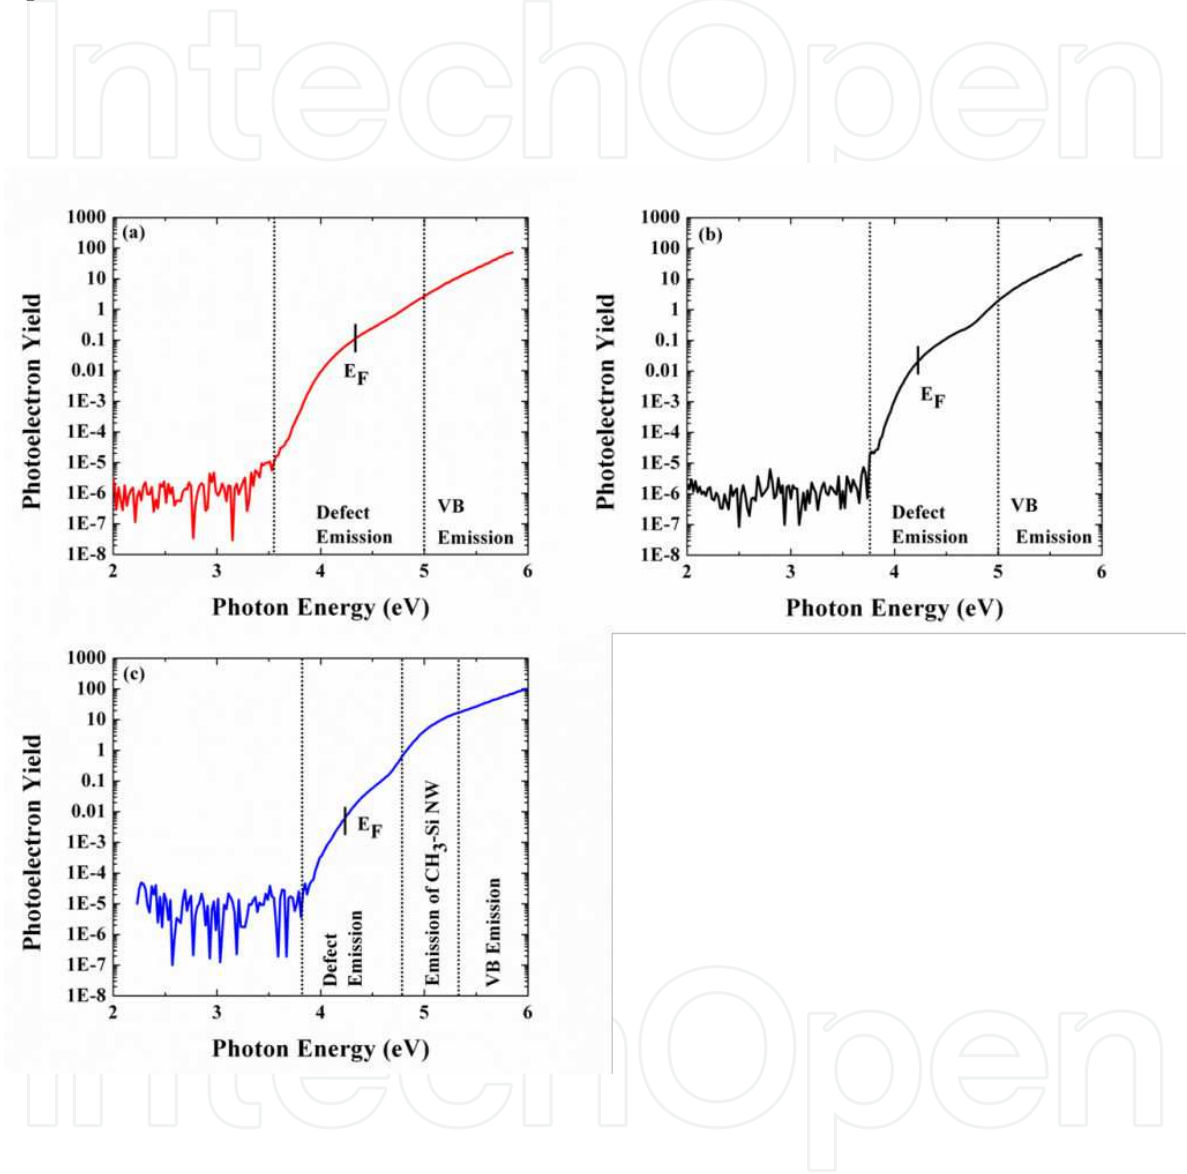 IntechOpen
(a)
1000
100
10
1
0.1
0.01
1E-3
1E-4
1E-5
1E-6
1E-7
1E-8
Photoelectron Yield
E_F
Defect
Emission
VB
Emission
2 3 4 5 6
Photon Energy (eV)
(b)
1000
100
10
1
0.1
0.01
1E-3
1E-4
1E-5
1E-6
1E-7
1E-8
Photoelectron Yield
E_F
Defect
Emission
VB
Emission
2 3 4 5 6
Photon Energy (eV)
(c)
1000
100
10
1
0.1
0.01
1E-3
1E-4
1E-5
1E-6
1E-7
1E-8
Photoelectron Yield
E_F
Defect
Emission
Emission of CH3-Si NW
VB Emission
2 3 4 5 6
Photon Energy (eV)
IntechOpen